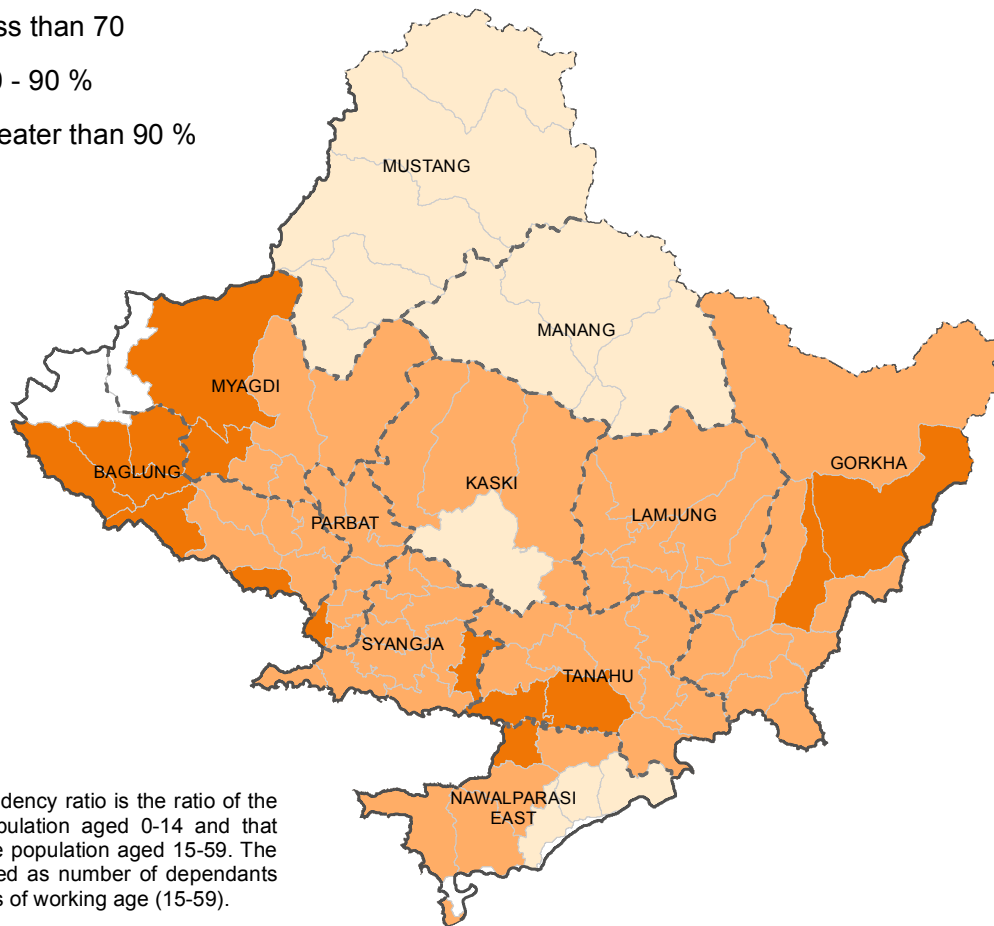 ss than 70
- 90 %
eater than 90 %
MUSTANG
MANANG
MYAGDI
GORKHA
BAGLUNG
KASKI
LAMJUNG
PARBAT
SYANGJA
TANAHU
NAWALPARASI
EAST
dency ratio is the ratio of the
pulation aged 0-14 and that
e population aged 15-59. The
ed as number of dependants
s of working age (15-59).